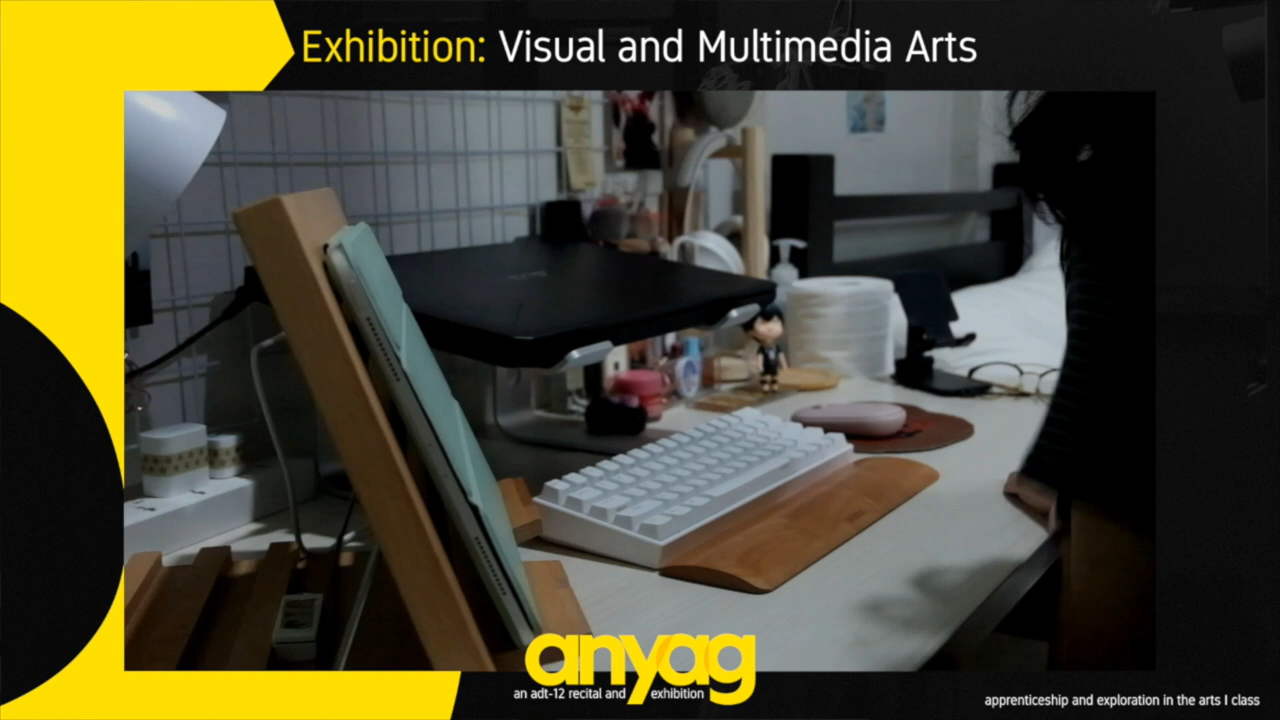 Exhibition: Visual and Multimedia Arts
anyag
an adt-12 recital and exhibition
apprenticeship and exploration in the arts I class